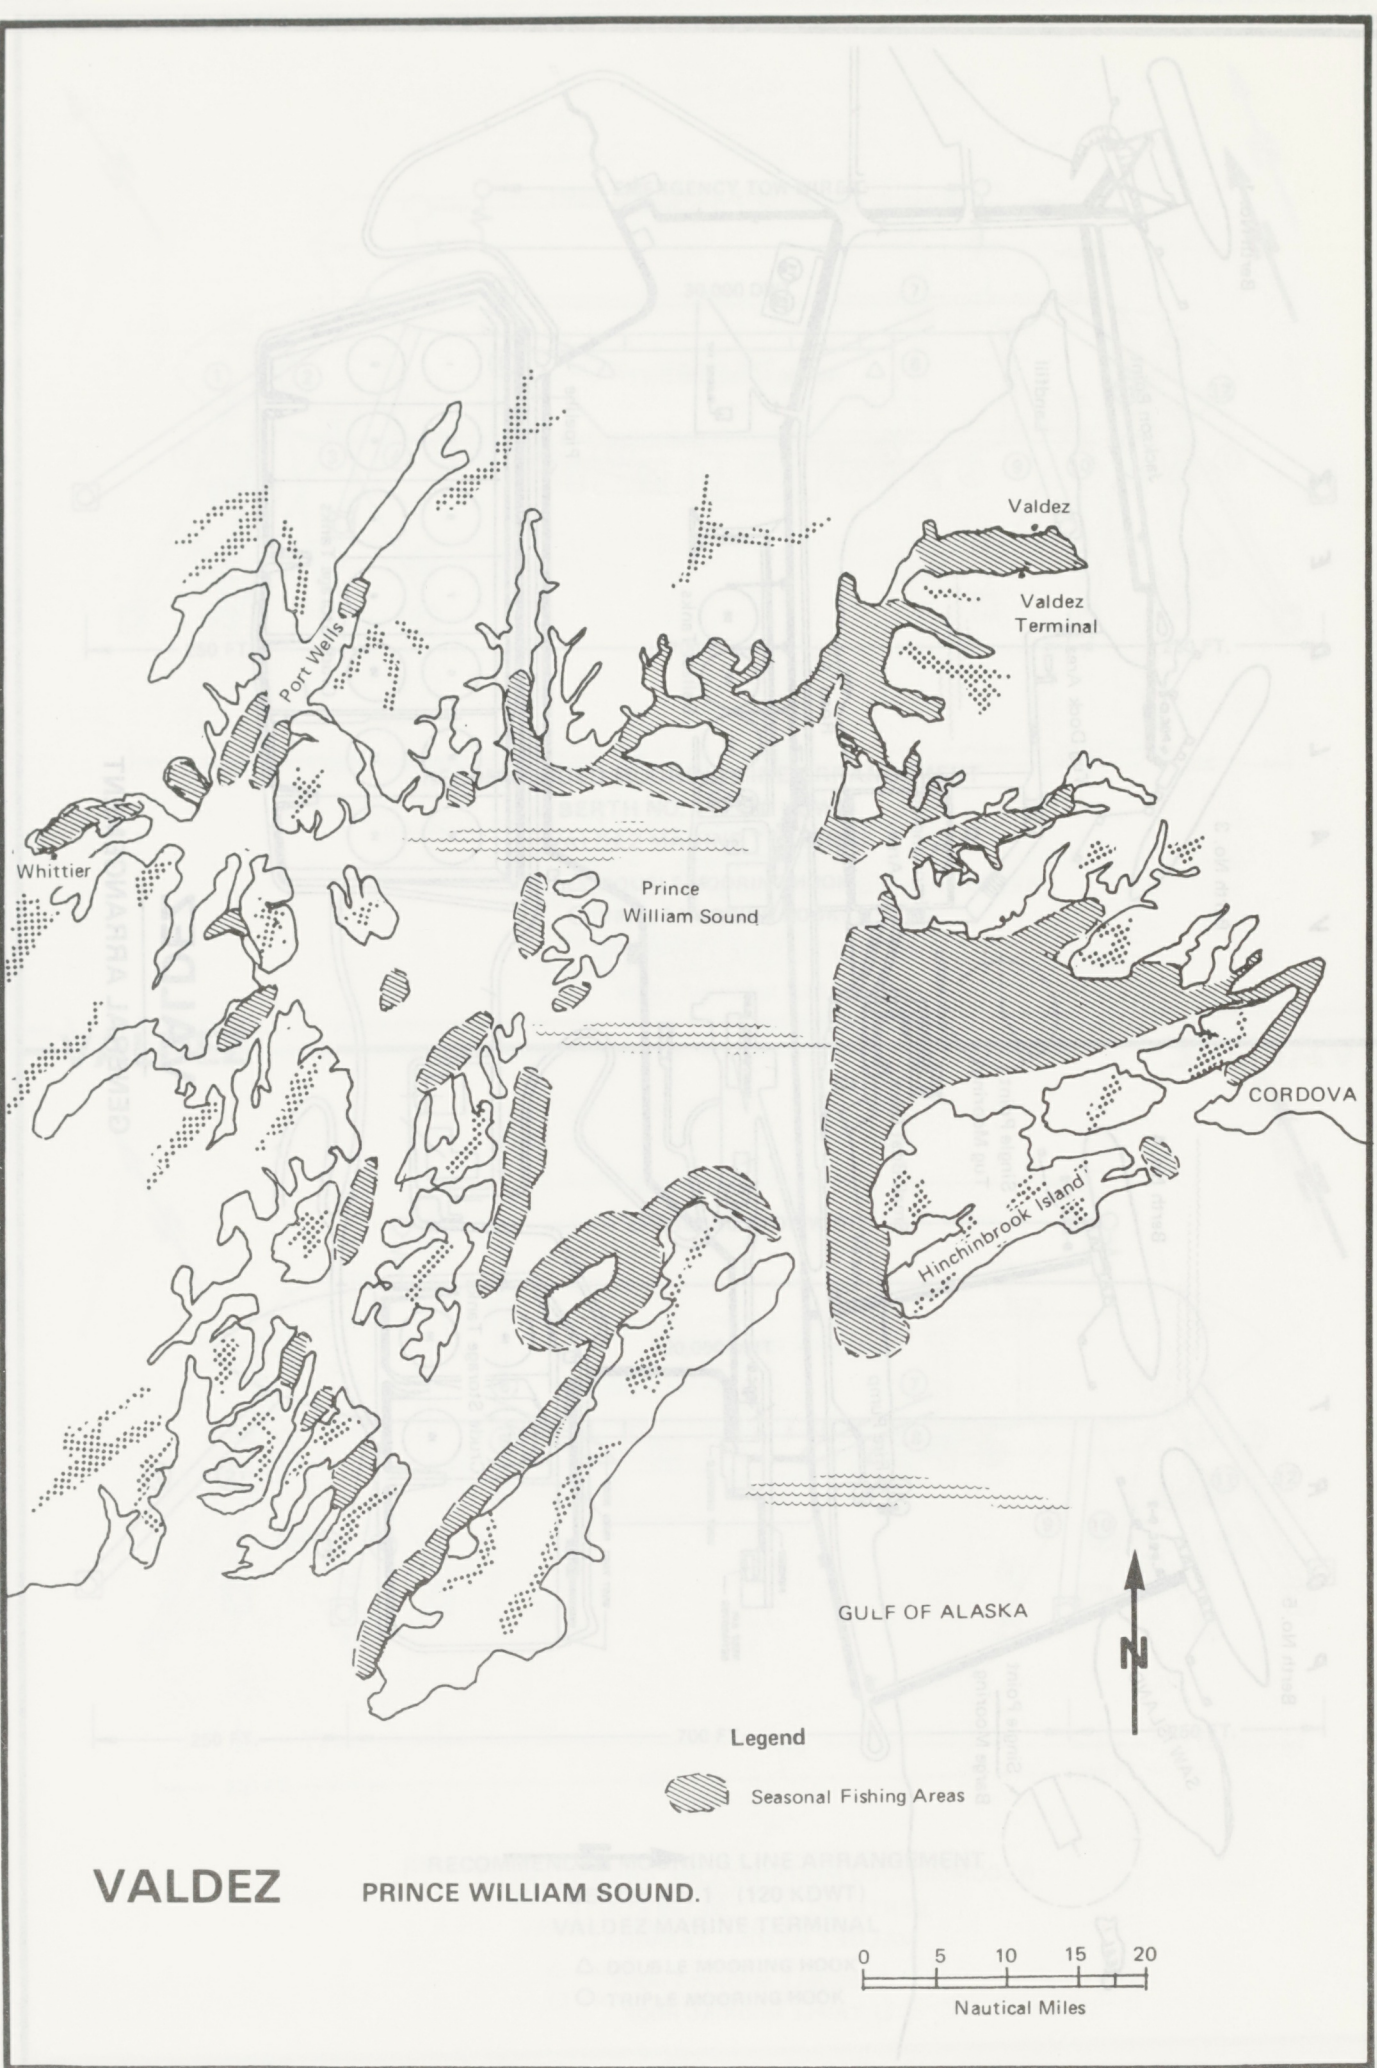 Valdez
Valdez
Terminal
Port Wells
Whittier
Prince
William Sound
CORDOVA
Hinchinbrook Island
GULF OF ALASKA
N
Legend
Seasonal Fishing Areas
VALDEZ
PRINCE WILLIAM SOUND.
0 5 10 15 20
Nautical Miles